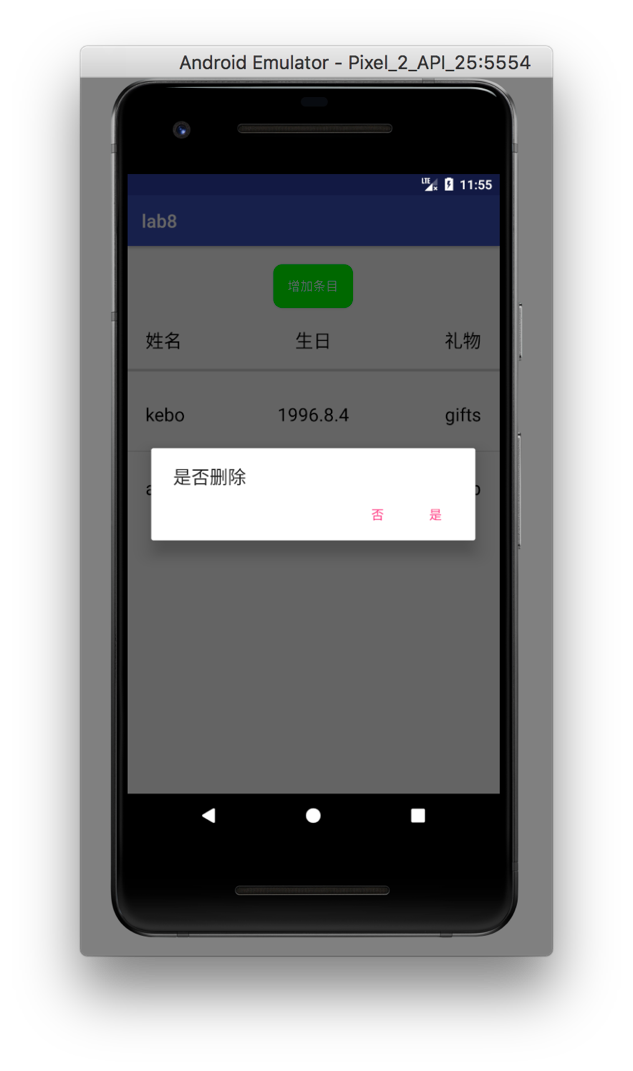 Android Emulator - Pixel_2_API_25:5554
LTE 11:55
lab8
增加条目
姓名 生日 礼物
kebo 1996.8.4 gifts
是否删除
否 是